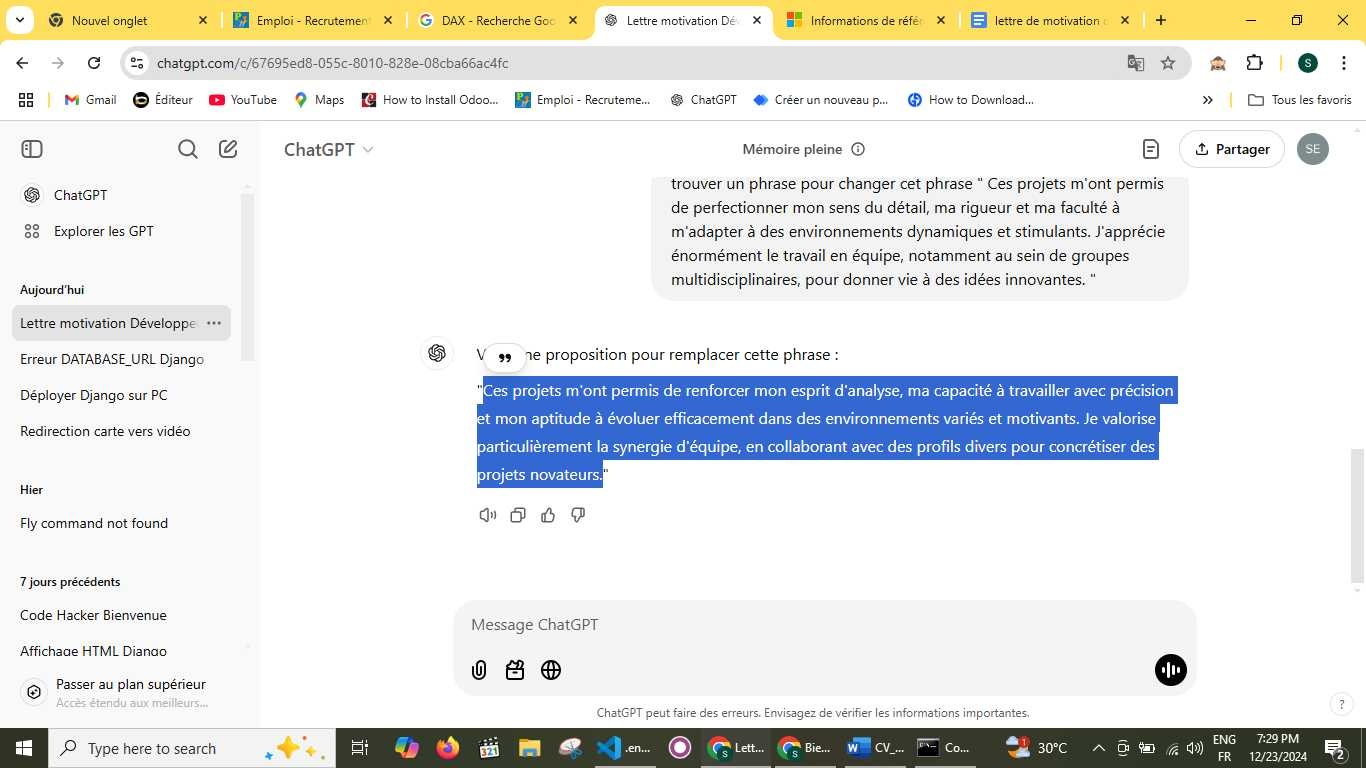 Nouvel onglet
Emploi - Recrutement
DAX - Recherche Goo
Lettre motivation Dév
Informations de référ
lettre de motivation
chatgpt.com/c/67695ed8-055c-8010-828e-08cba66ac4fc
S
Gmail
Éditeur
YouTube
Maps
How to Install Odoo...
Emploi - Recruteme...
ChatGPT
Créer un nouveau p...
How to Download...
Tous les favoris
ChatGPT
Mémoire pleine
Partager
SE
ChatGPT
Explorer les GPT
Aujourd'hui
Lettre motivation Développe
Erreur DATABASE_URL Django
Déployer Django sur PC
Redirection carte vers vidéo
Hier
Fly command not found
7 jours précédents
Code Hacker Bienvenue
Affichage HTML Django
Passer au plan supérieur
Accès étendu aux meilleurs...
trouver un phrase pour changer cet phrase " Ces projets m'ont permis
de perfectionner mon sens du détail, ma rigueur et ma faculté à
m'adapter à des environnements dynamiques et stimulants. J'apprécie
énormément le travail en équipe, notamment au sein de groupes
multidisciplinaires, pour donner vie à des idées innovantes. "
proposition pour remplacer cette phrase :
"Ces projets m'ont permis de renforcer mon esprit d'analyse, ma capacité à travailler avec précision
et mon aptitude à évoluer efficacement dans des environnements variés et motivants. Je valorise
particulièrement la synergie d'équipe, en collaborant avec des profils divers pour concrétiser des
projets novateurs."
Message ChatGPT
ChatGPT peut faire des erreurs. Envisagez de vérifier les informations importantes.
?
Type here to search
.en...
Lett...
Bie...
CV_...
Co...
30°C
ENG
FR
7:29 PM
12/23/2024
2